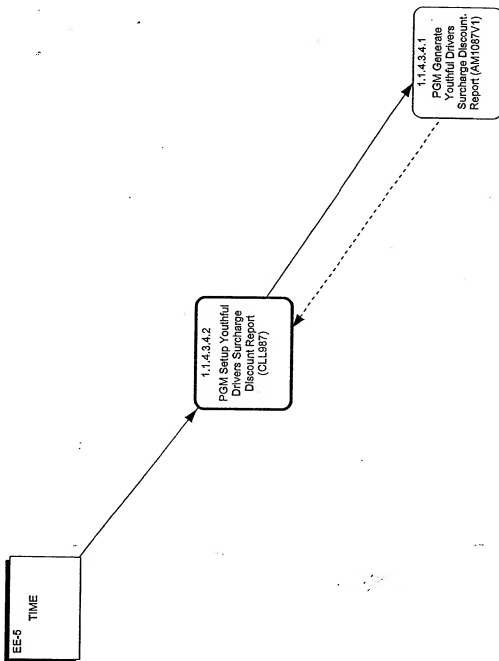 EE-5
TIME
1.1.4.3.4.2
PGM Setup Youthful
Drivers Surcharge
Discount Report
(CLL987)
1.1.4.3.4.1
PGM Generate
Youthful Drivers
Surcharge Discount.
Report (AM1087V1)